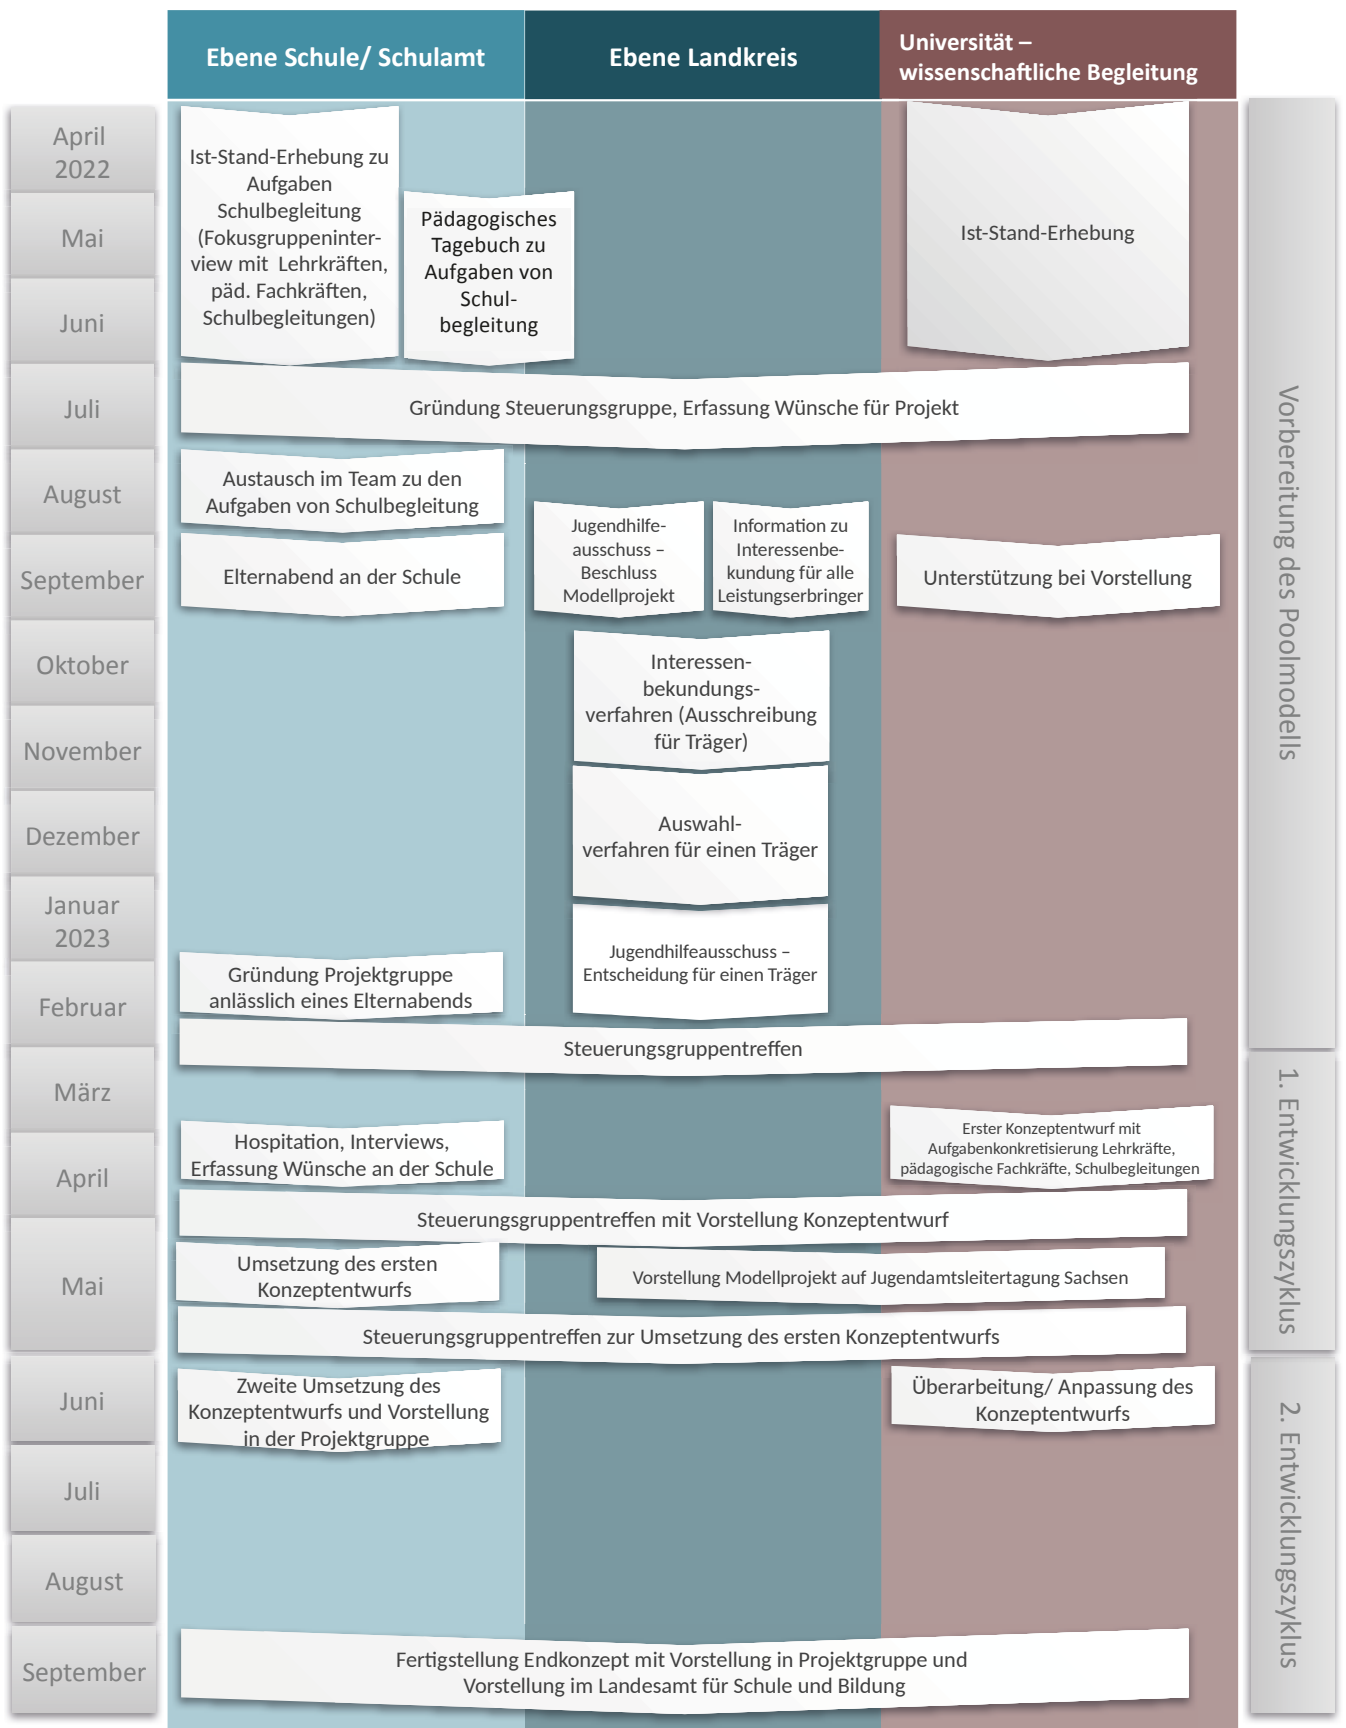 Ebene Schule/ Schulamt
Ebene Landkreis
Universität –
wissenschaftliche Begleitung
April
2022
Mai
Juni
Juli
August
September
Oktober
November
Dezember
Januar
2023
Februar
März
April
Mai
Juni
Juli
August
September
Ist-Stand-Erhebung zu
Aufgaben
Schulbegleitung
(Fokusgruppeninter-
view mit Lehrkräften,
päd. Fachkräften,
Schulbegleitungen)
Pädagogisches
Tagebuch zu
Aufgaben von
Schul-
begleitung
Ist-Stand-Erhebung
Gründung Steuerungsgruppe, Erfassung Wünsche für Projekt
Austausch im Team zu den
Aufgaben von Schulbegleitung
Elternabend an der Schule
Jugendhilfe-
ausschuss –
Beschluss
Modellprojekt
Information zu
Interessenbe-
kundung für alle
Leistungserbringer
Unterstützung bei Vorstellung
Interessen-
bekundungs-
verfahren (Ausschreibung
für Träger)
Auswahl-
verfahren für einen Träger
Jugendhilfeausschuss –
Entscheidung für einen Träger
Gründung Projektgruppe
anlässlich eines Elternabends
Steuerungsgruppentreffen
Hospitation, Interviews,
Erfassung Wünsche an der Schule
Erster Konzeptentwurf mit
Aufgabenkonkretisierung Lehrkräfte,
pädagogische Fachkräfte, Schulbegleitungen
Steuerungsgruppentreffen mit Vorstellung Konzeptentwurf
Umsetzung des ersten
Konzeptentwurfs
Vorstellung Modellprojekt auf Jugendamtsleitertagung Sachsen
Steuerungsgruppentreffen zur Umsetzung des ersten Konzeptentwurfs
Zweite Umsetzung des
Konzeptentwurfs und Vorstellung
in der Projektgruppe
Überarbeitung/ Anpassung des
Konzeptentwurfs
Fertigstellung Endkonzept mit Vorstellung in Projektgruppe und
Vorstellung im Landesamt für Schule und Bildung
Vorbereitung des Poolmodells
1. Entwicklungszyklus
2. Entwicklungszyklus